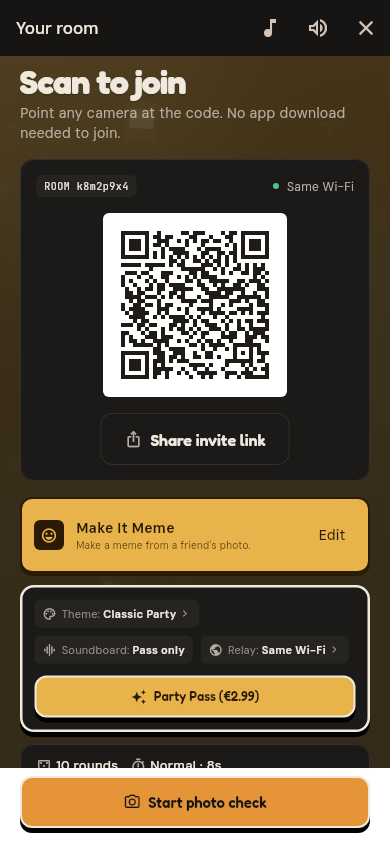 Your room
Scan to join
Point any camera at the code. No app download
needed to join.
ROOM k8m2p9x4
Same Wi-Fi
Share invite link
Make It Meme
Make a meme from a friend's photo.
Edit
Theme: Classic Party
Soundboard: Pass only
Relay: Same Wi-Fi
Party Pass (€2.99)
10 rounds
Normal · 8s
Start photo check